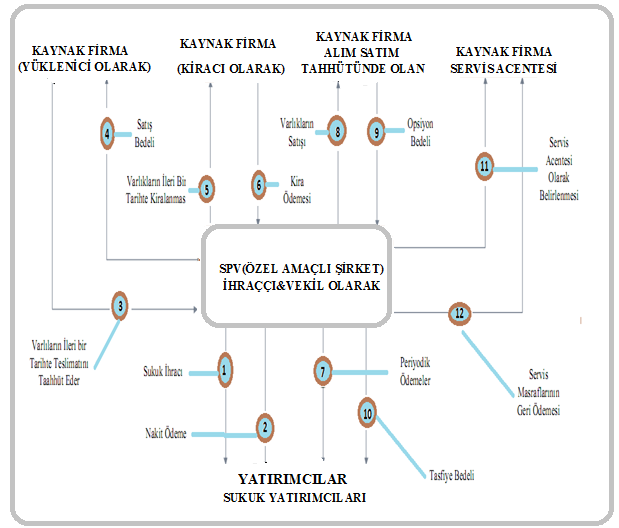 KAYNAK FİRMA
(YÜKLENİCİ OLARAK)
KAYNAK FİRMA
(KİRACI OLARAK)
KAYNAK FİRMA
ALIM SATIM
TAHHÜTÜNDE OLAN
KAYNAK FİRMA
SERVİS ACENTESİ
4
Satış
Bedeli
Varlıkların İleri Bir
Tarihte Kiralanmas
5
6
Kira
Ödemesi
Varlıkların
Satışı
8
9
Opsiyon
Bedeli
11
Servis
Acentesi
Olarak
Belirlenmesi
SPV(ÖZEL AMAÇLI ŞİRKET)
İHRAÇÇI&VEKİL OLARAK
3
Varlıların İleri bir
Tarihte Teslimatını
Taahhüt Eder
12
Servis
Masraflarının
Geri Ödemesi
Sukuk İhracı
1
Nakit Ödeme
2
7
Periyodik
Ödemeler
10
Tasfiye Bedeli
YATIRIMCILAR
SUKUK YATIRIMCILARI